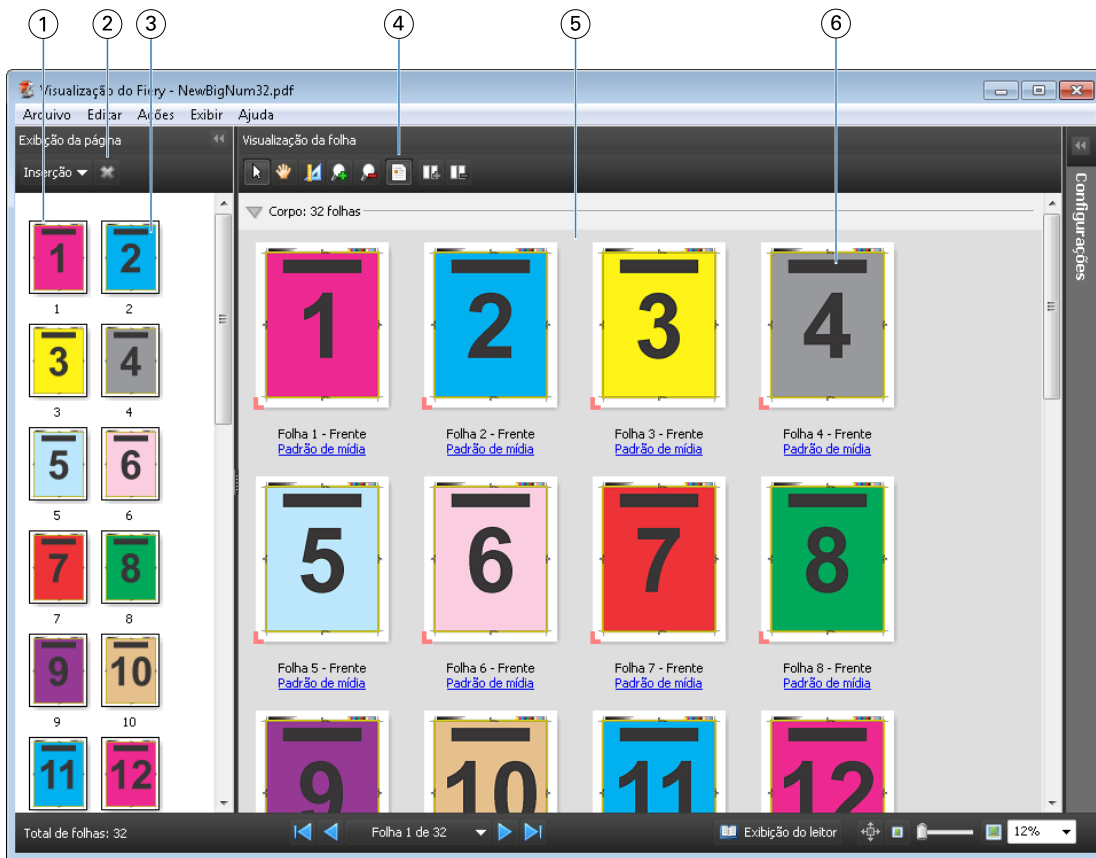 1 2 3 4 5 6
Visualização do Fiery - NewBigNum32.pdf
Arquivo Editar Ações Exibir Ajuda
Exibição da página
Inserção
1 2
1 2
3 4
3 4
5 6
5 6
7 8
7 8
9 10
9 10
11 12
Visualização da folha
Corpo: 32 folhas
1 2 3 4
Folha 1 - Frente Folha 2 - Frente Folha 3 - Frente Folha 4 - Frente
Padrão de mídia Padrão de mídia Padrão de mídia Padrão de mídia
5 6 7 8
Folha 5 - Frente Folha 6 - Frente Folha 7 - Frente Folha 8 - Frente
Padrão de mídia Padrão de mídia Padrão de mídia Padrão de mídia
9 10 11 12
Configurações
Total de folhas: 32
Folha 1 de 32
Exibição do leitor
12%